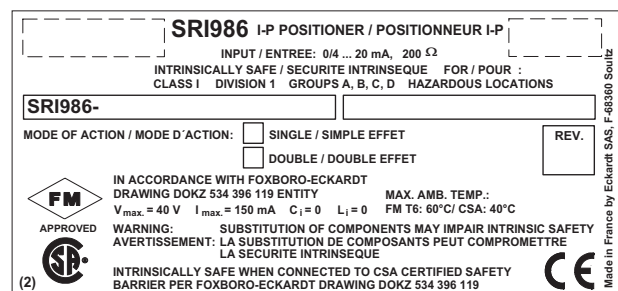 SRI986 I-P POSITIONER / POSITIONNEUR I-P
INPUT / ENTREE: 0/4 ... 20 mA, 200 Ω
INTRINSICALLY SAFE / SECURITE INTRINSEQUE FOR / POUR :
CLASS I DIVISION 1 GROUPS A, B, C, D HAZARDOUS LOCATIONS
SRI986-
MODE OF ACTION / MODE D´ACTION: SINGLE / SIMPLE EFFET
DOUBLE / DOUBLE EFFET
REV.
FM
APPROVED
IN ACCORDANCE WITH FOXBORO-ECKARDT
DRAWING DOKZ 534 396 119 ENTITY
V max. = 40 V I max. = 150 mA C i = 0 L i = 0
MAX. AMB. TEMP.:
FM T6: 60°C/ CSA: 40°C
WARNING: SUBSTITUTION OF COMPONENTS MAY IMPAIR INTRINSIC SAFETY
AVERTISSEMENT: LA SUBSTITUTION DE COMPOSANTS PEUT COMPROMETTRE
LA SECURITE INTRINSEQUE
SA
INTRINSICALLY SAFE WHEN CONNECTED TO CSA CERTIFIED SAFETY
BARRIER PER FOXBORO-ECKARDT DRAWING DOKZ 534 396 119
(2)
CE
Made in France by Eckardt SAS, F-68360 Soultz